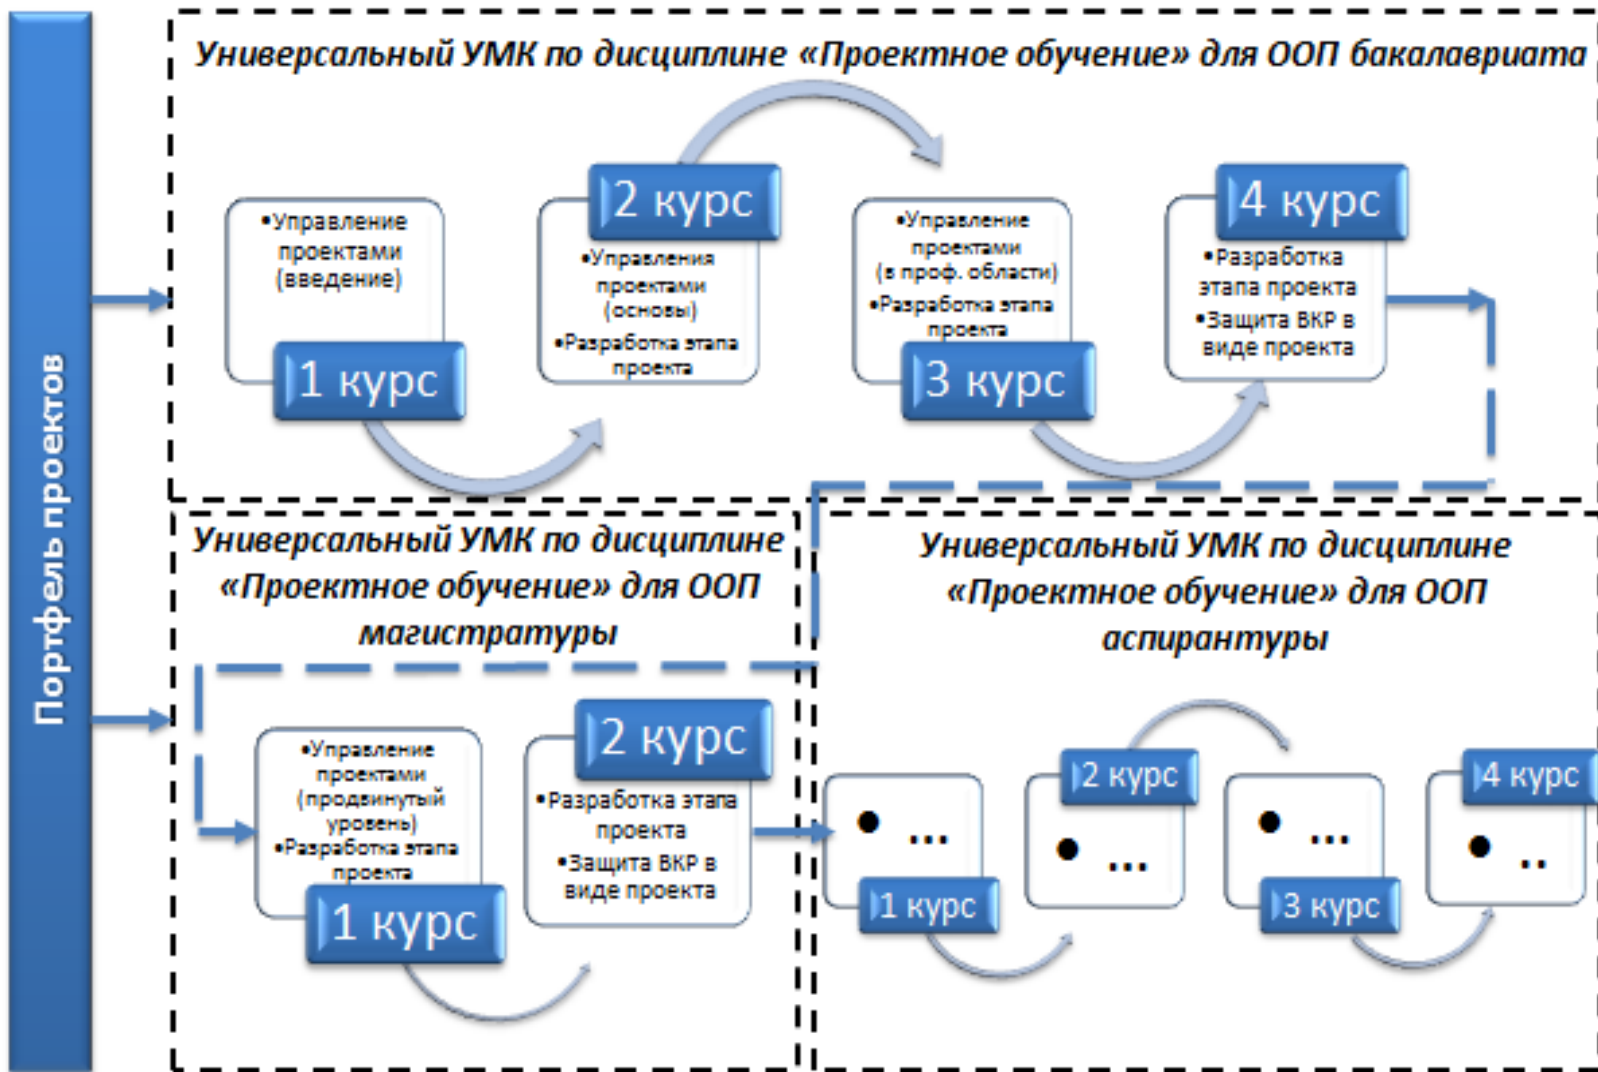 Портфель проектов
Универсальный УМК по дисциплине «Проектное обучение» для ООП бакалавриата
•Управление
проектами
(введение)
1 курс
2 курс
•Управления
проектами
(основы)
•Разработка этапа
проекта
•Управление
проектами
(в проф. области)
•Разработка этапа
проекта
3 курс
4 курс
•Разработка
этапа проекта
•Защита ВКР в
виде проекта
Универсальный УМК по дисциплине
«Проектное обучение» для ООП
магистратуры
•Управление
проектами
(продвинутый
уровень)
•Разработка этапа
проекта
1 курс
2 курс
•Разработка этапа
проекта
•Защита ВКР в
виде проекта
Универсальный УМК по дисциплине
«Проектное обучение» для ООП
аспирантуры
• ...
1 курс
2 курс
• ...
• ...
3 курс
4 курс
• ..